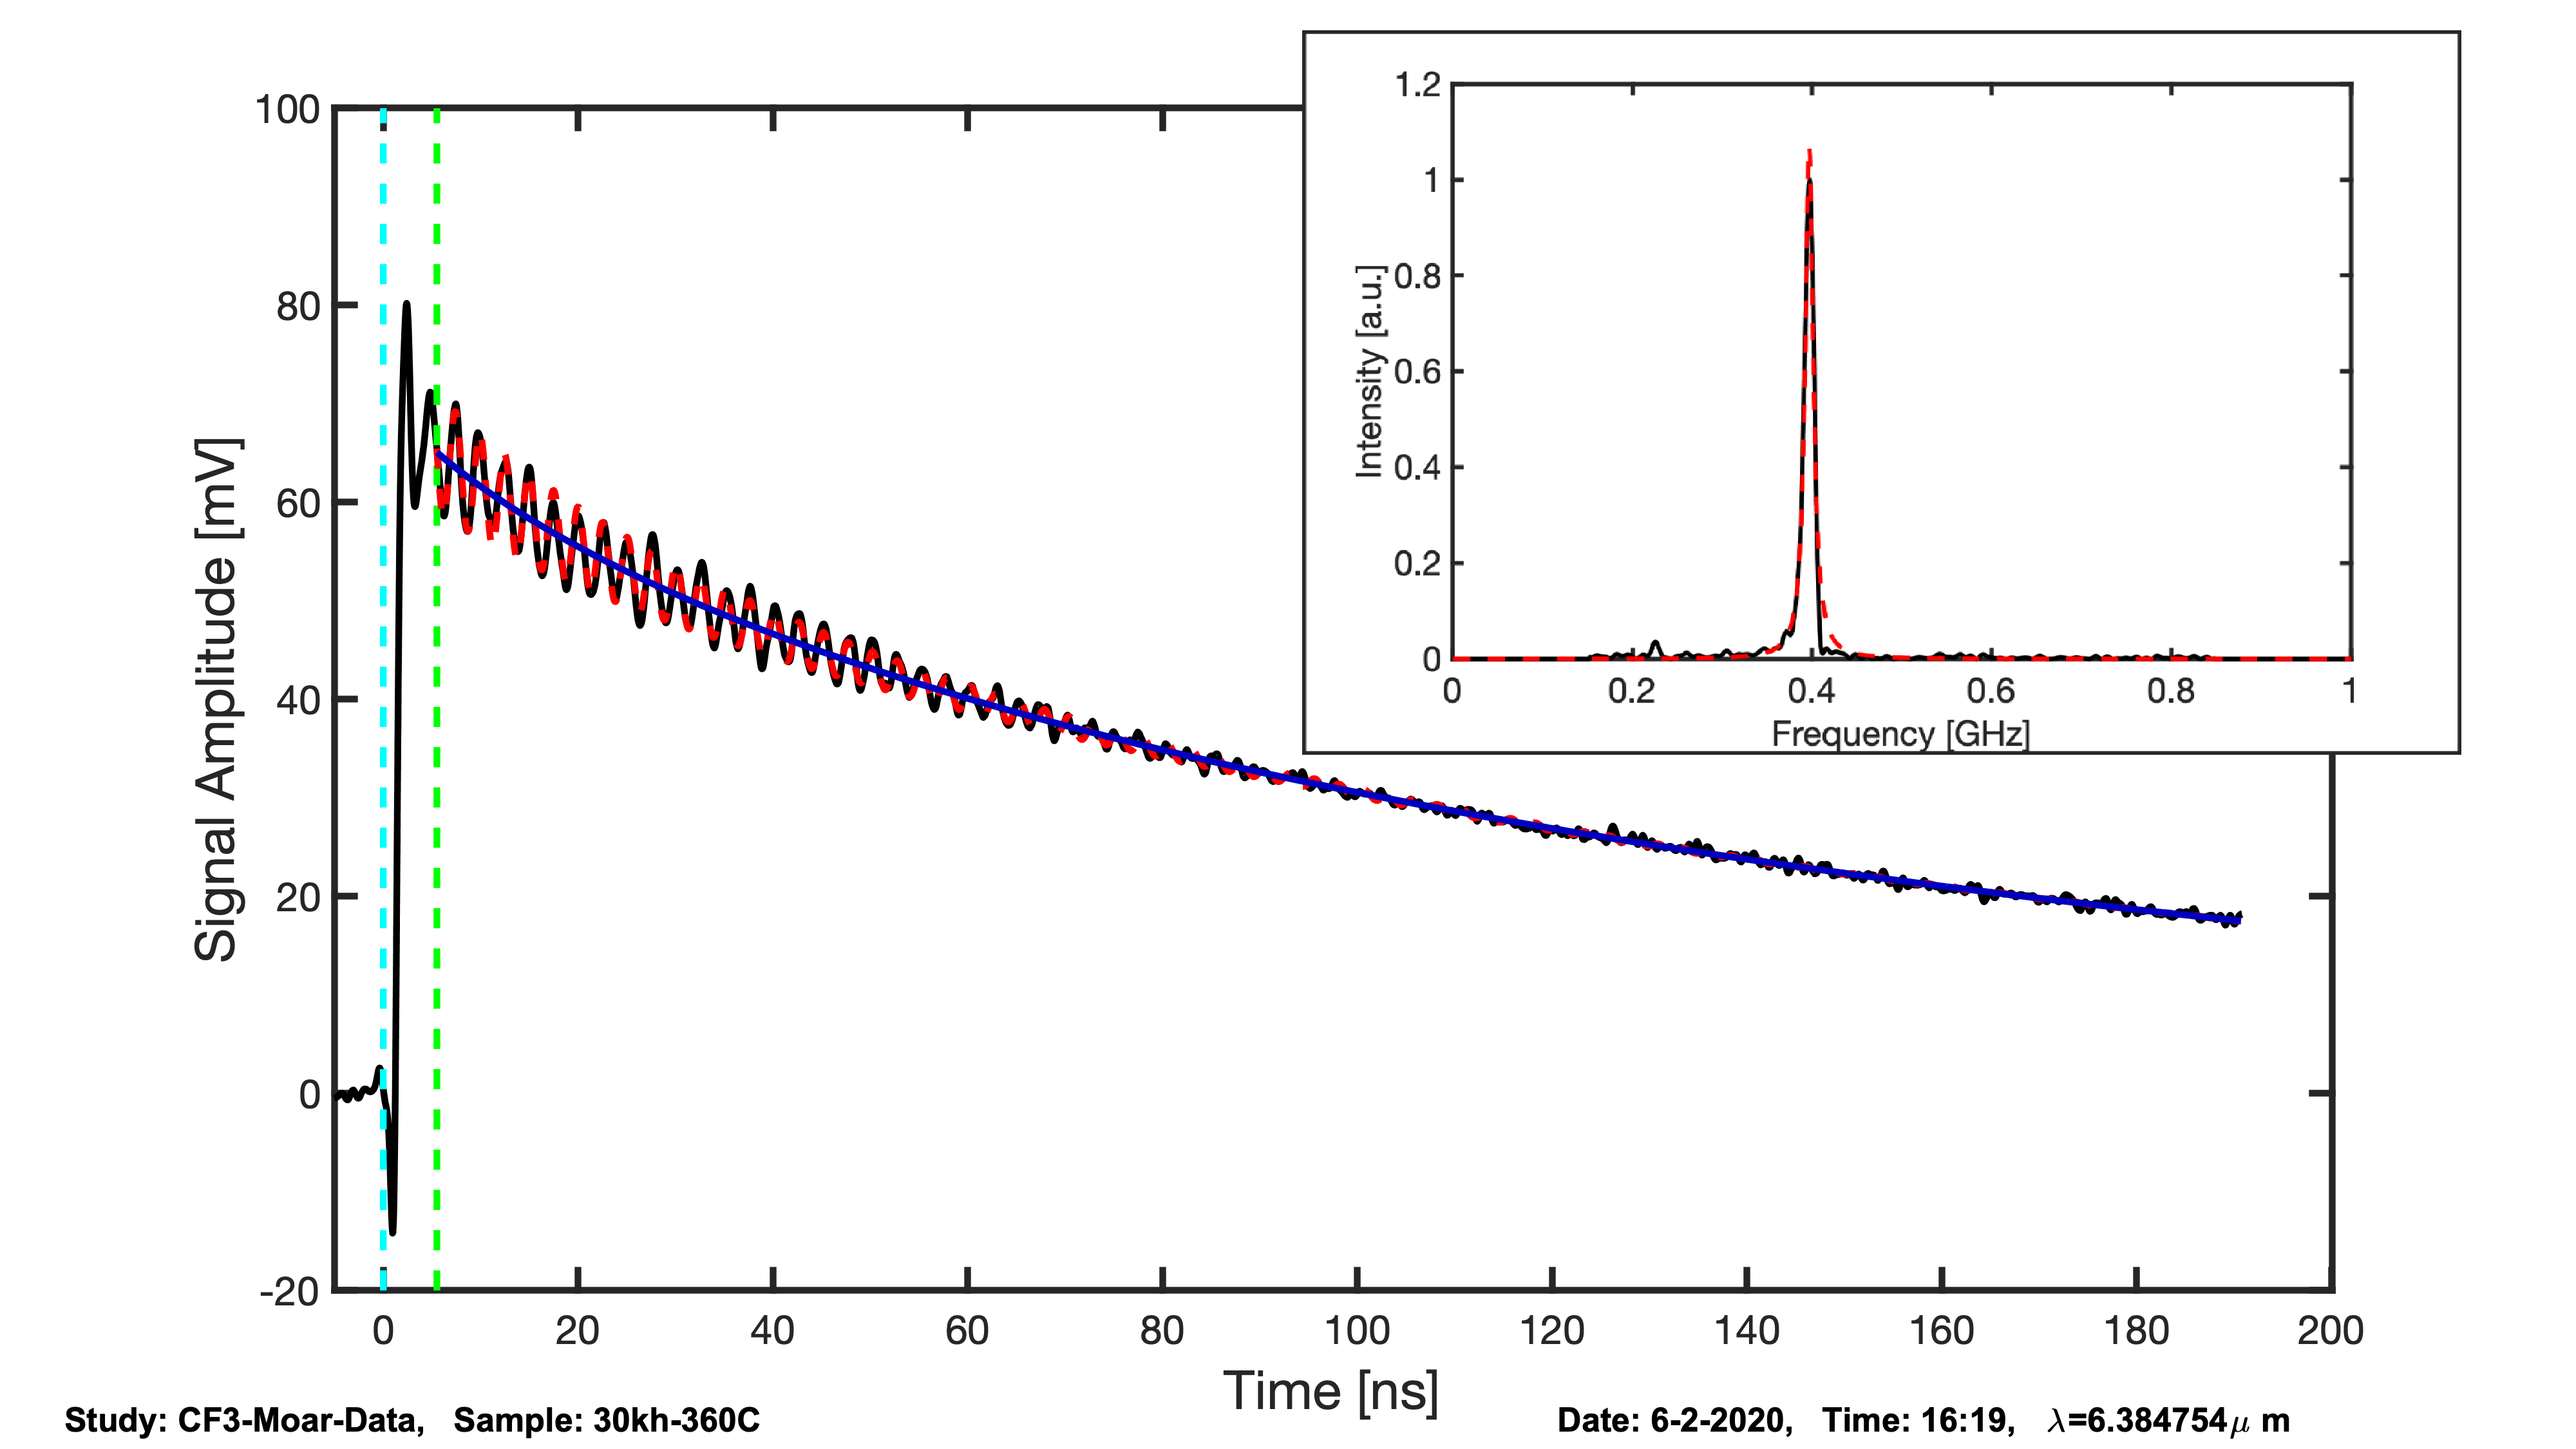 1.2
1
0.8
0.6
0.4
0.2
0
Intensity [a.u.]
0 0.2 0.4 0.6 0.8 1
Frequency [GHz]
100
80
60
40
20
0
-20
Signal Amplitude [mV]
0 20 40 60 80 100 120 140 160 180 200
Time [ns]
Study: CF3-Moar-Data, Sample: 30kh-360C
Date: 6-2-2020, Time: 16:19, λ=6.384754μ m